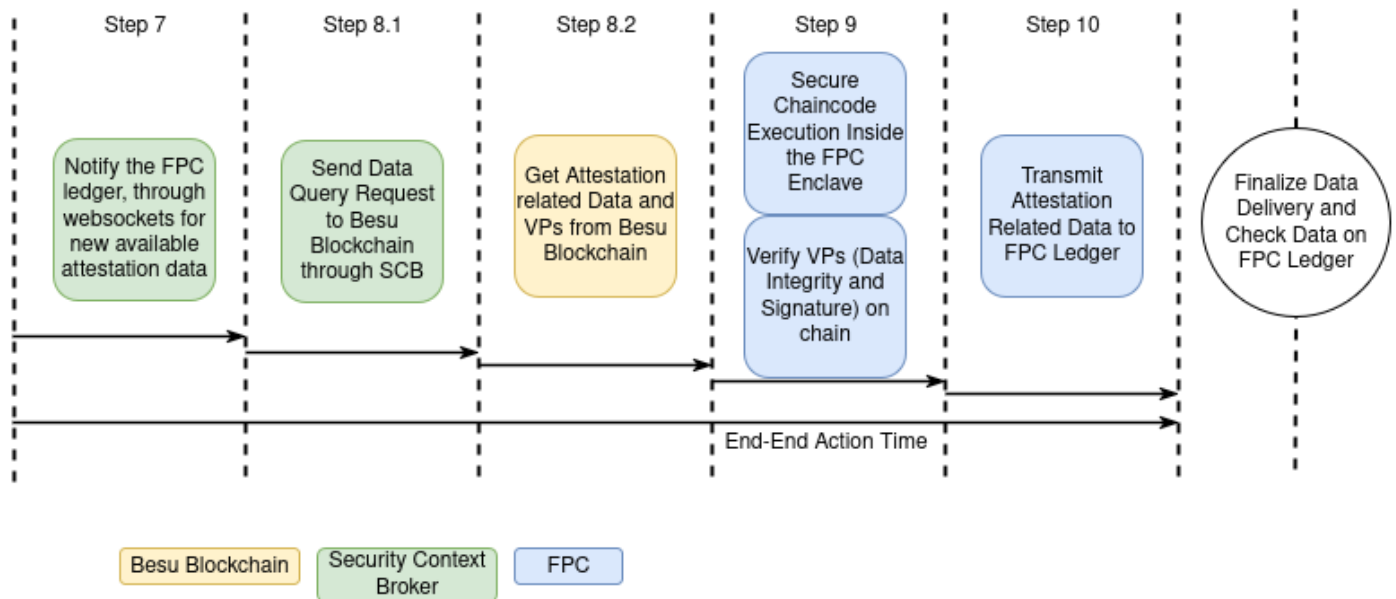 Step 7
Step 8.1
Step 8.2
Step 9
Step 10
Notify the FPC
ledger, through
websockets for
new available
attestation data
Send Data
Query Request
to Besu
Blockchain
through SCB
Get Attestation
related Data and
VPs from Besu
Blockchain
Secure
Chaincode
Execution Inside
the FPC
Enclave
Verify VPs (Data
Integrity and
Signature) on
chain
Transmit
Attestation
Related Data to
FPC Ledger
Finalize Data
Delivery and
Check Data on
FPC Ledger
End-End Action Time
Besu Blockchain
Security Context
Broker
FPC